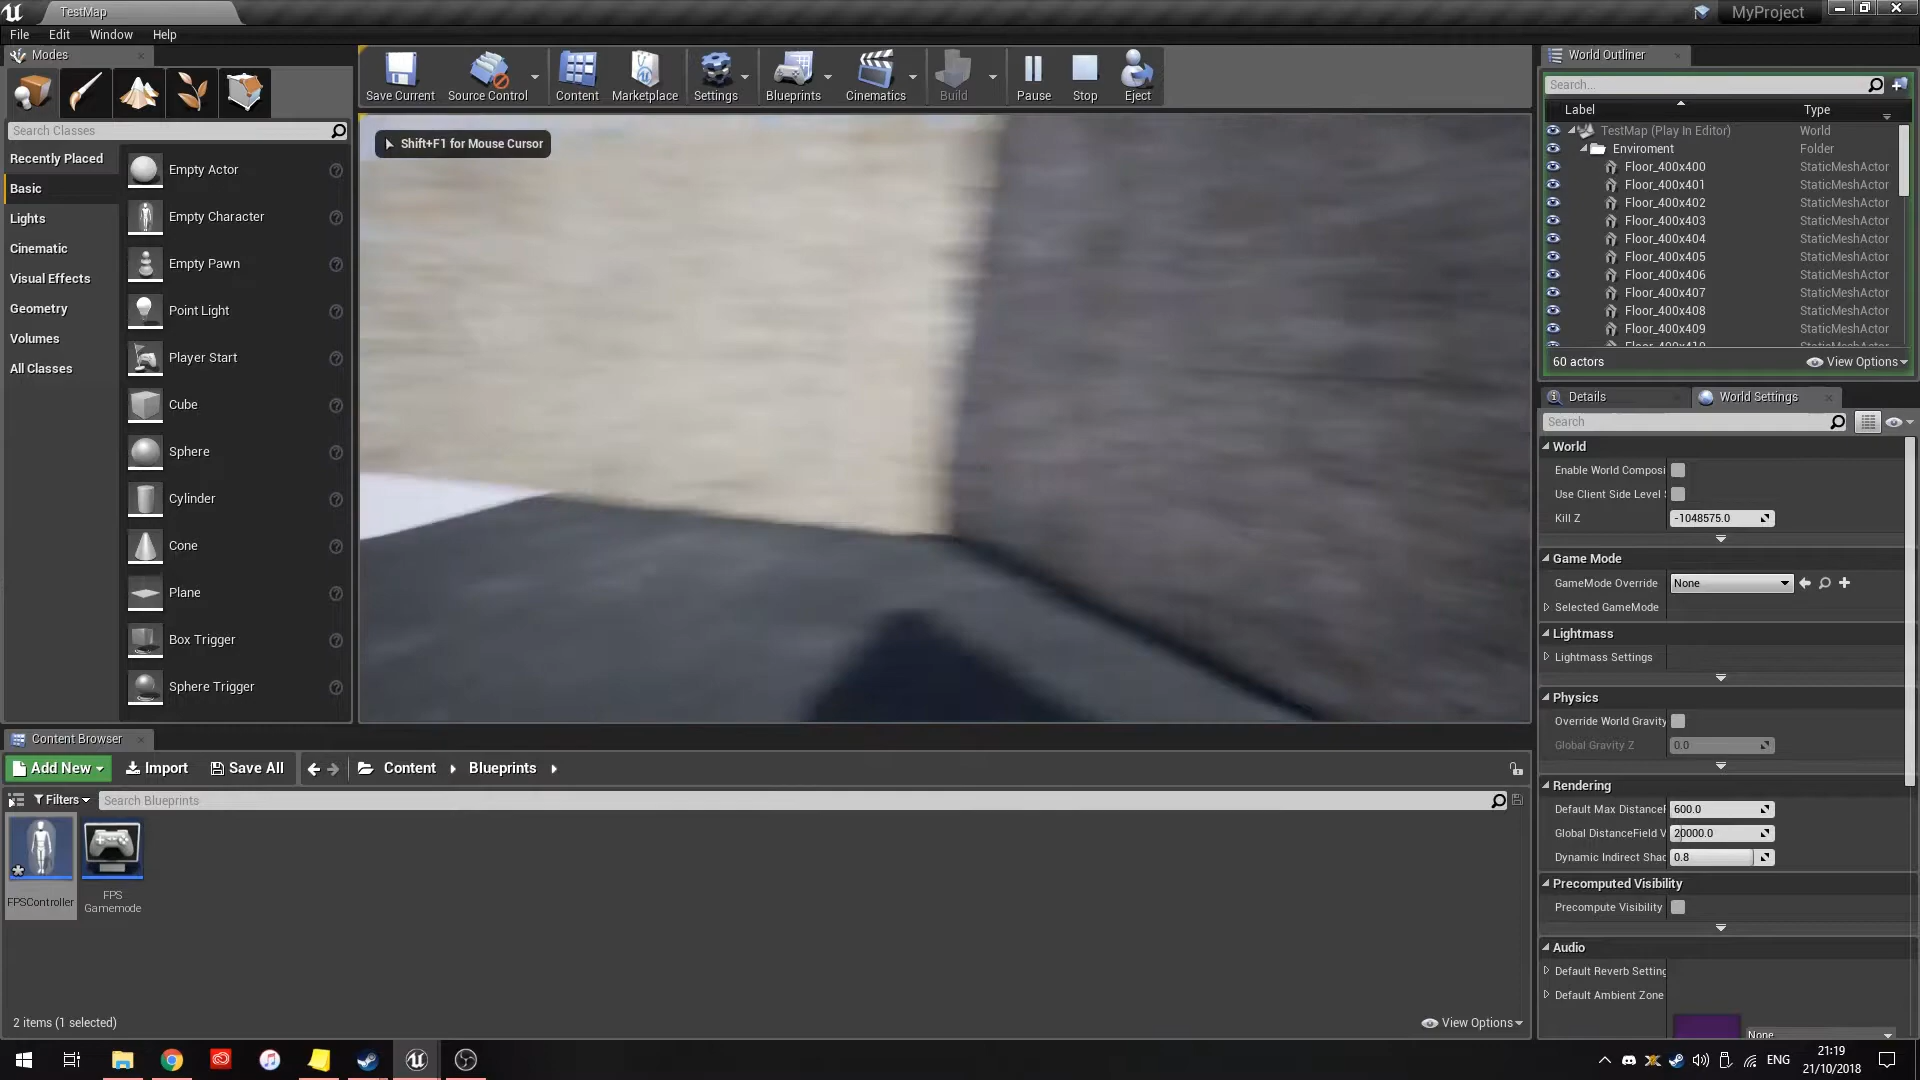 TestMap
MyProject
File Edit Window Help
Modes
Save Current
Source Control
Content
Marketplace
Settings
Blueprints
Cinematics
Build
Pause
Stop
Eject
Search Classes
Recently Placed
Basic
Lights
Cinematic
Visual Effects
Geometry
Volumes
All Classes
Empty Actor
Empty Character
Empty Pawn
Point Light
Player Start
Cube
Sphere
Cylinder
Cone
Plane
Box Trigger
Sphere Trigger
Shift+F1 for Mouse Cursor
World Outliner
Search...
Label Type
TestMap (Play In Editor) World
Enviroment Folder
Floor_400x400 StaticMeshActor
Floor_400x401 StaticMeshActor
Floor_400x402 StaticMeshActor
Floor_400x403 StaticMeshActor
Floor_400x404 StaticMeshActor
Floor_400x405 StaticMeshActor
Floor_400x406 StaticMeshActor
Floor_400x407 StaticMeshActor
Floor_400x408 StaticMeshActor
Floor_400x409 StaticMeshActor
60 actors View Options
Details World Settings
Search
World
Enable World Composi
Use Client Side Level
Kill Z -1048575.0
Game Mode
GameMode Override None
Selected GameMode
Lightmass
Lightmass Settings
Physics
Override World Gravity
Global Gravity Z 0.0
Rendering
Default Max DistanceF 600.0
Global DistanceField V 20000.0
Dynamic Indirect Shad 0.8
Precomputed Visibility
Precompute Visibility
Audio
Default Reverb Setting
Default Ambient Zone
None
Content Browser
Add New Import Save All Content Blueprints
Filters Search Blueprints
FPSController
FPS
Gamemode
2 items (1 selected) View Options
ENG
21:19
21/10/2018